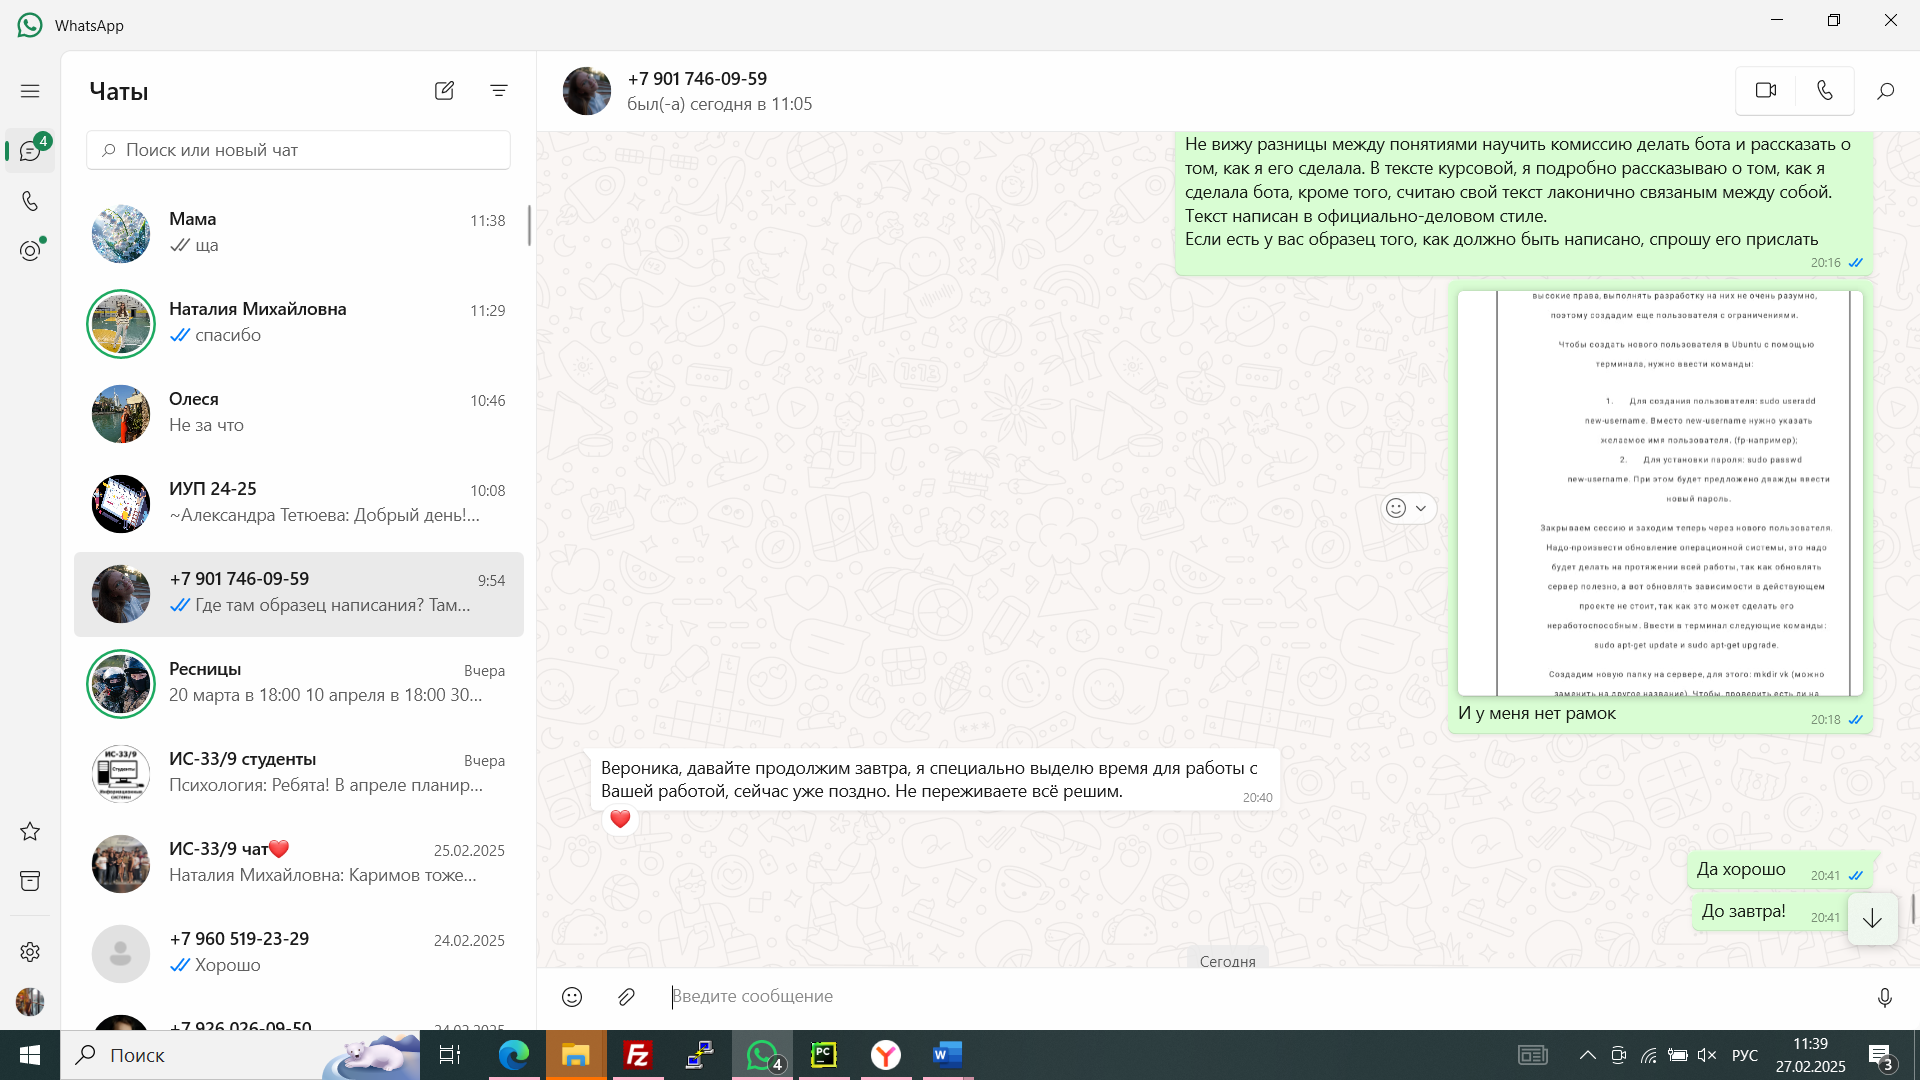 WhatsApp
4
Чаты
Поиск или новый чат
Мама
11:38
ща
Наталия Михайловна
11:29
спасибо
Олеся
10:46
Не за что
ИУП 24-25
10:08
~Александра Тетюева: Добрый день!...
+7 901 746-09-59
9:54
Где там образец написания? Там...
Ресницы
Вчера
20 марта в 18:00 10 апреля в 18:00 30...
ИС-33/9 студенты
Вчера
Психология: Ребята! В апреле планир...
ИС-33/9 чат❤️
25.02.2025
Наталия Михайловна: Каримов тоже...
+7 960 519-23-29
24.02.2025
Хорошо
+7 926 026-09-50
24.02.2025
+7 901 746-09-59
был(-а) сегодня в 11:05
Не вижу разницы между понятиями научить комиссию делать бота и рассказать о
том, как я его сделала. В тексте курсовой, я подробно рассказываю о том, как я
сделала бота, кроме того, считаю свой текст лаконично связаным между собой.
Текст написан в официально-деловом стиле.
Если есть у вас образец того, как должно быть написано, спрошу его прислать
20:16
высокие права, выполнять разработку на них не очень разумно,
поэтому создадим еще пользователя с ограничениями.
Чтобы создать нового пользователя в Ubuntu с помощью
терминала, нужно ввести команды:
1. Для создания пользователя: sudo useradd
new-username. Вместо new-username нужно указать
желаемое имя пользователя. (fp например);
2. Для установки пароля: sudo passwd
new-username. При этом будет предложено дважды ввести
новый пароль.
Закрываем сессию и заходим теперь через нового пользователя.
Надо произвести обновление операционной системы, это надо
будет делать на протяжении всей работы, так как обновлять
сервер полезно, а вот обновлять зависимости в действующем
проекте не стоит, так как это может сделать его
неработоспособным. Ввести в терминал следующие команды:
sudo apt-get update и sudo apt-get upgrade.
Создадим новую папку на сервере, для этого: mkdir vk (можно
заменить на другое название). Чтобы, проверить есть ли на
И у меня нет рамок
20:18
Вероника, давайте продолжим завтра, я специально выделю время для работы с
Вашей работой, сейчас уже поздно. Не переживаете всё решим.
20:40
❤️
Да хорошо
20:41
До завтра!
20:41
Сегодня
Введите сообщение
Поиск
4
РУС
11:39
27.02.2025
3